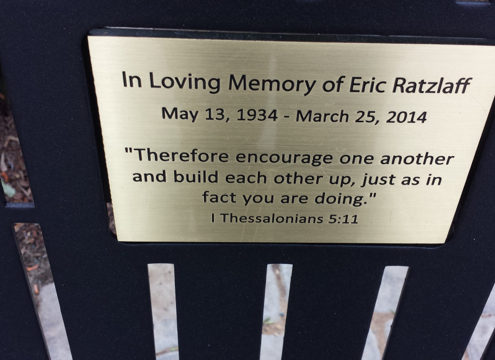 In Loving Memory of Eric Ratzlaff
May 13, 1934 - March 25, 2014
"Therefore encourage one another
and build each other up, just as in
fact you are doing."
I Thessalonians 5:11